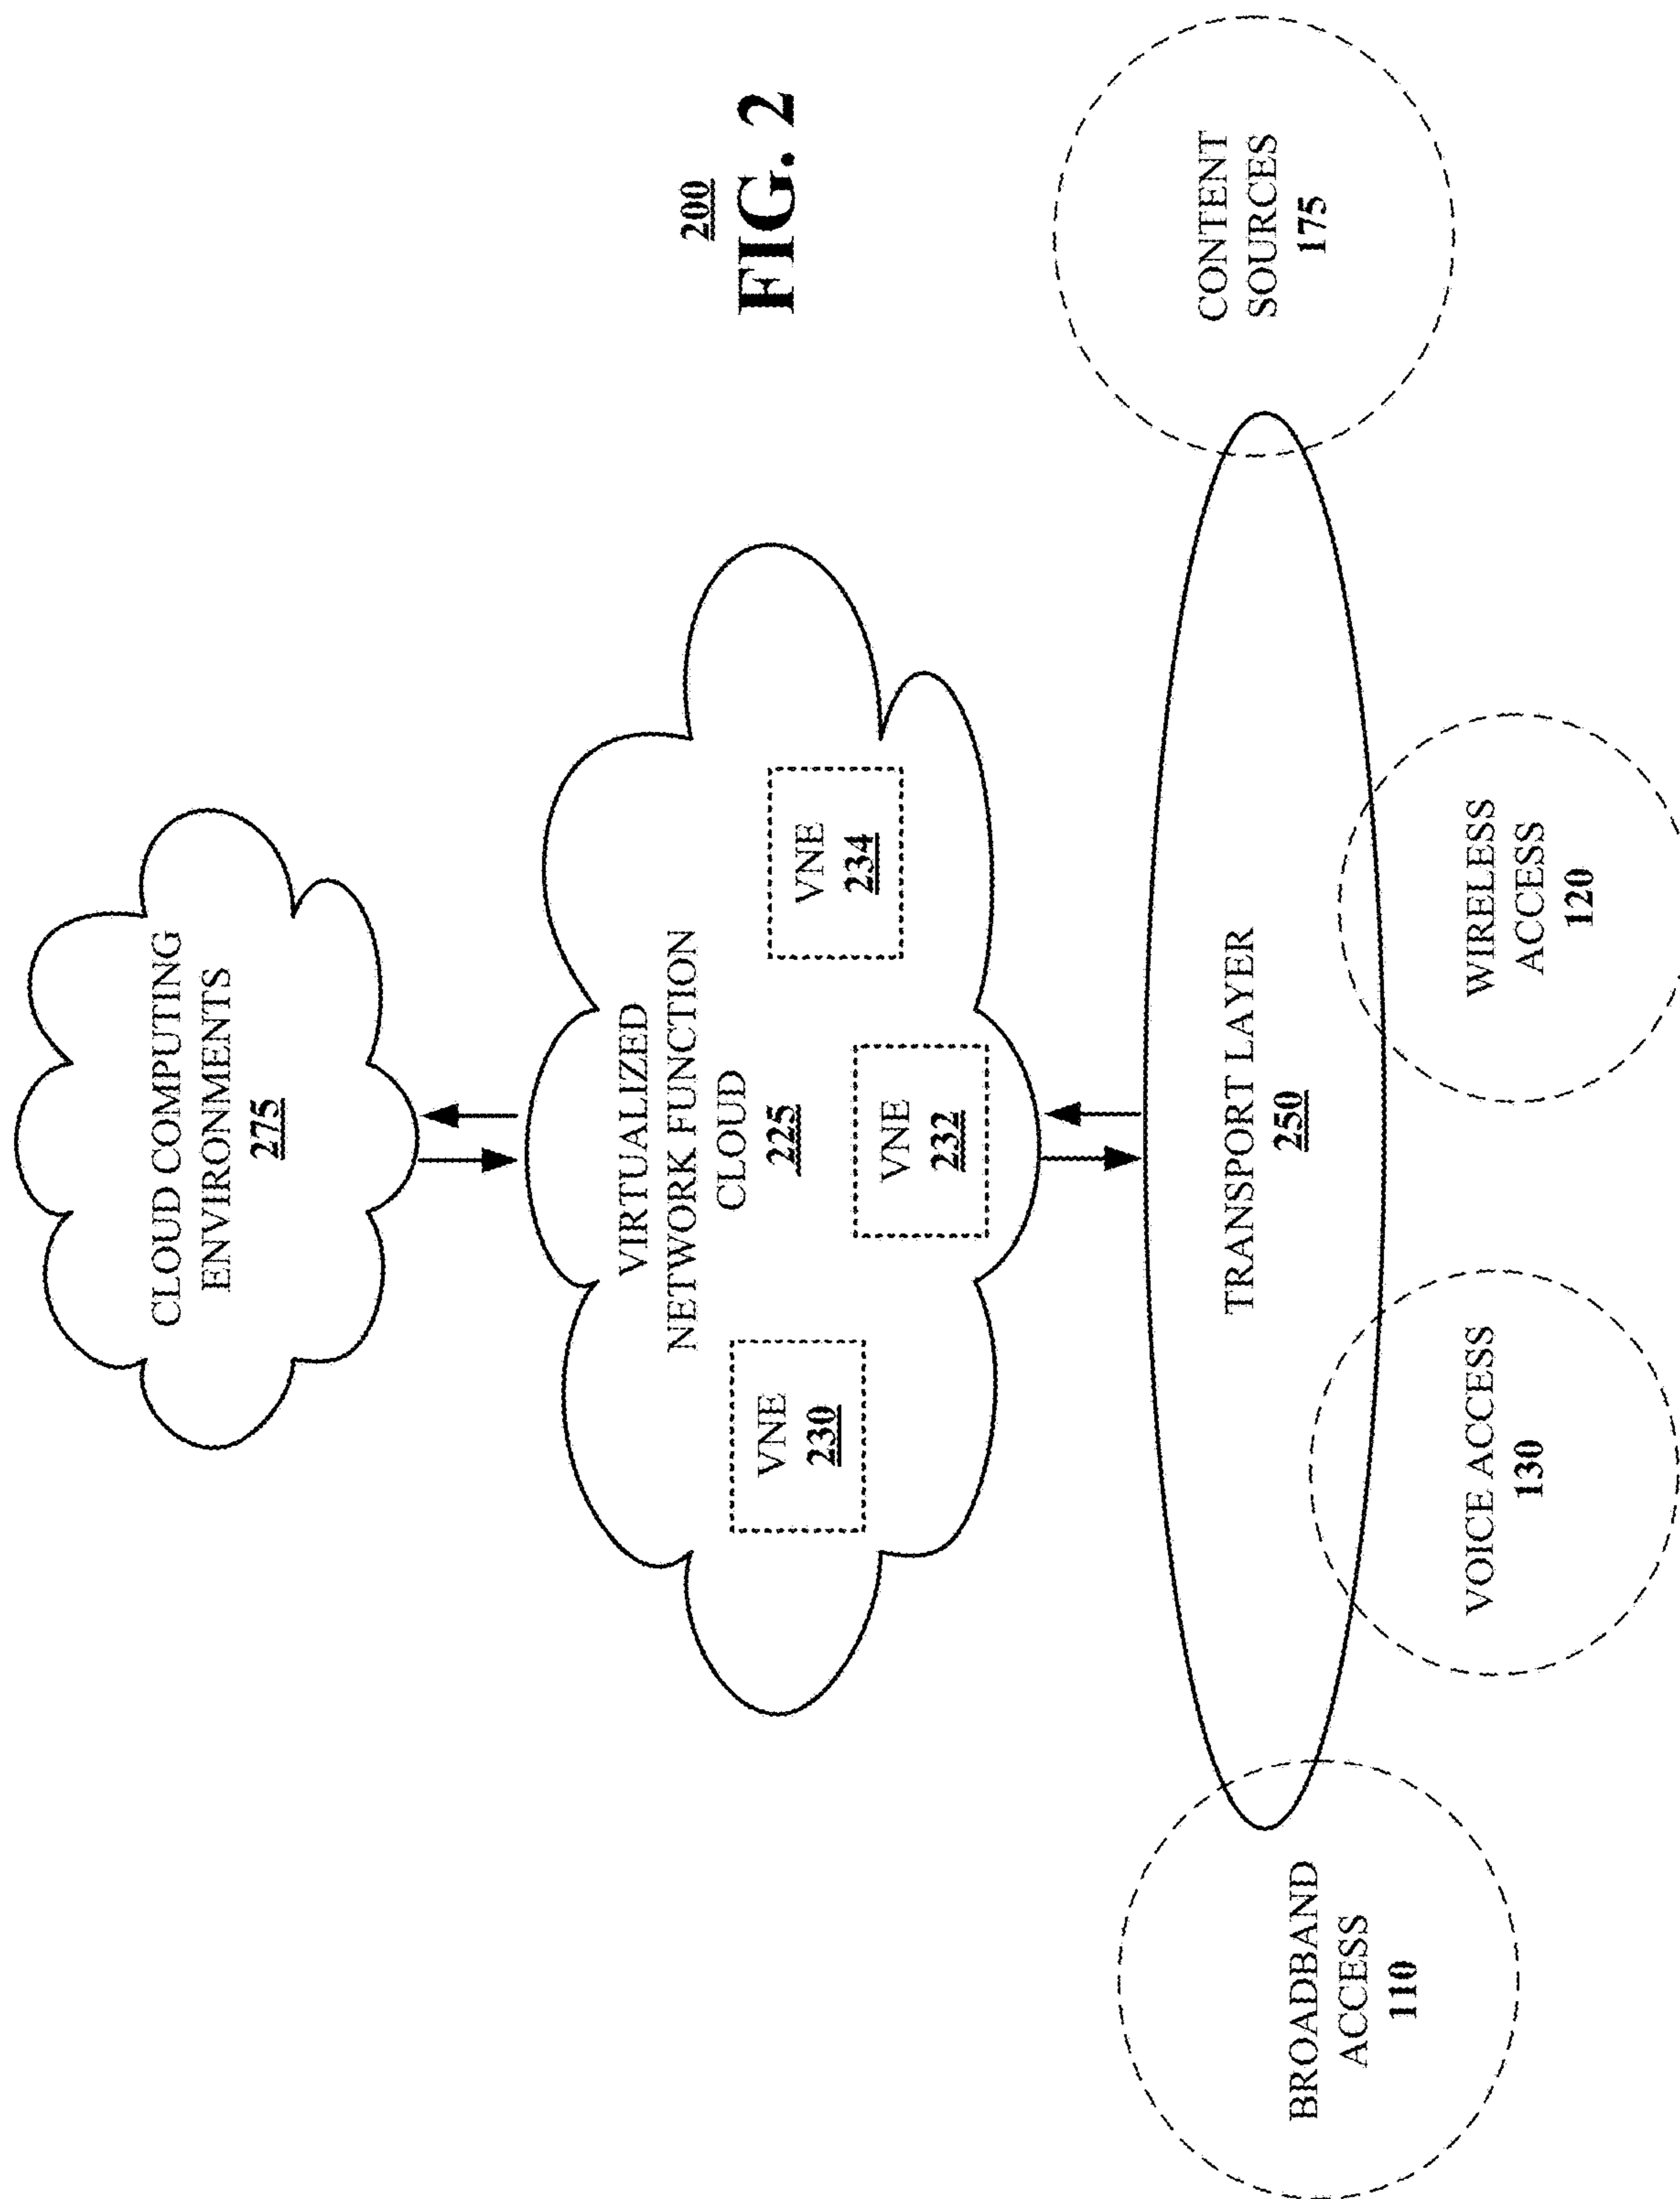 CLOUD COMPUTING
ENVIRONMENTS
275
VIRTUALIZED
NETWORK FUNCTION
CLOUD
225
VNE
230
VNE
232
VNE
234
200
FIG. 2
TRANSPORT LAYER
250
BROADBAND
ACCESS
110
VOICE ACCESS
130
WIRELESS
ACCESS
120
CONTENT
SOURCES
175